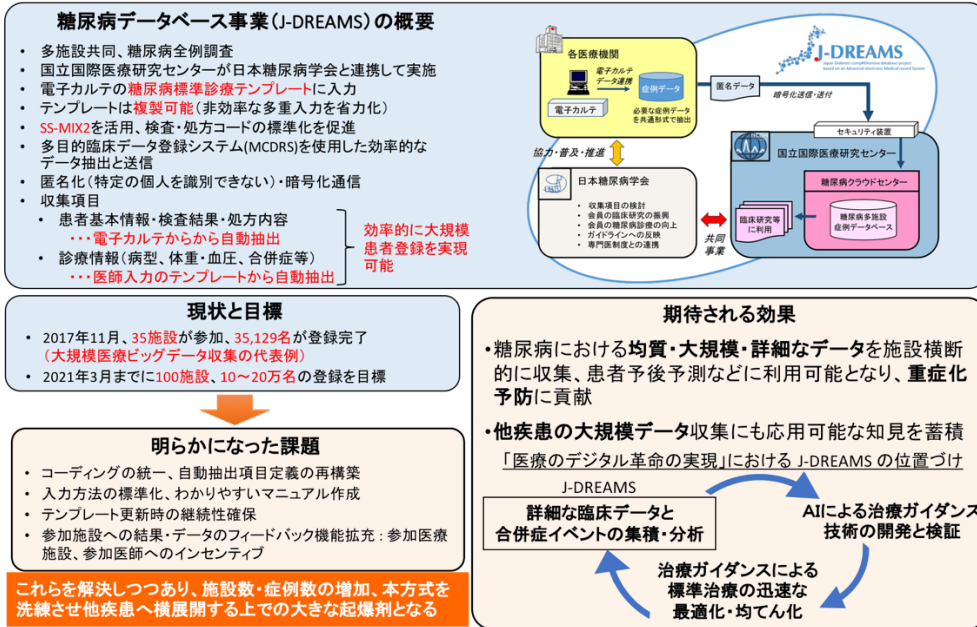 糖尿病データベース事業(J-DREAMS)の概要
• 多施設共同、糖尿病全例調査
• 国立国際医療研究センターが日本糖尿病学会と連携して実施
• 電子カルテの糖尿病標準診療テンプレートに入力
• テンプレートは複製可能(非効率な多重入力を省力化)
• SS-MIX2を活用、検査・処方コードの標準化を促進
• 多目的臨床データ登録システム(MCDRS)を使用した効率的な
データ抽出と送信
• 匿名化(特定の個人を識別できない)・暗号化通信
• 収集項目
• 患者基本情報・検査結果・処方内容
・・・電子カルテからから自動抽出
• 診療情報(病型、体重・血圧、合併症等)
・・・医師入力のテンプレートから自動抽出
効率的に大規模
患者登録を実現
可能
各医療機関
電子カルテ
データ連携
電子カルテ
症例データ
必要な症例データ
を共通形式で抽出
匿名データ
暗号化送信・送付
J-DREAMS
Japan Diabetes compREhensive database project
based on an Advanced electronic Medical record System
セキュリティ装置
国立国際医療研究センター
糖尿病クラウドセンター
糖尿病多施設
症例データベース
臨床研究等
に利用
協力・普及・推進
日本糖尿病学会
• 収集項目の検討
• 会員の臨床研究の振興
• 会員の糖尿病診療の向上
• ガイドラインへの反映
• 専門医制度との連携
共同
事業
現状と目標
• 2017年11月、35施設が参加、35,129名が登録完了
(大規模医療ビッグデータ収集の代表例)
• 2021年3月までに100施設、10～20万名の登録を目標
明らかになった課題
• コーディングの統一、自動抽出項目定義の再構築
• 入力方法の標準化、わかりやすいマニュアル作成
• テンプレート更新時の継続性確保
• 参加施設への結果・データのフィードバック機能拡充：参加医療
施設、参加医師へのインセンティブ
これらを解決しつつあり、施設数・症例数の増加、本方式を
洗練させ他疾患へ横展開する上での大きな起爆剤となる
期待される効果
•糖尿病における均質・大規模・詳細なデータを施設横断
的に収集、患者予後予測などに利用可能となり、重症化
予防に貢献
•他疾患の大規模データ収集にも応用可能な知見を蓄積
「医療のデジタル革命の実現」における J-DREAMS の位置づけ
J-DREAMS
詳細な臨床データと
合併症イベントの集積・分析
AIによる治療ガイダンス
技術の開発と検証
治療ガイダンスによる
標準治療の迅速な
最適化・均てん化